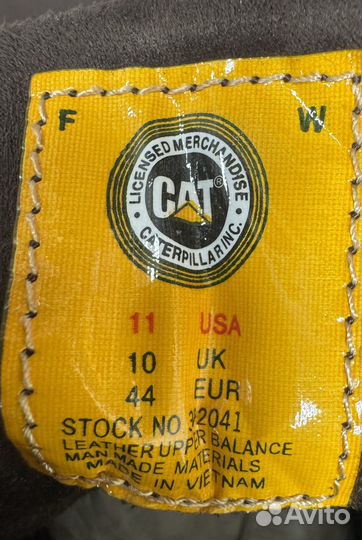 F W
LICENSED MERCHANDISE
CAT®
CATERPILLAR INC.
11 USA
10 UK
44 EUR
STOCK NO. 2041
LEATHER UPPER BALANCE
MAN MADE MATERIALS
MADE IN VIETNAM
Avito